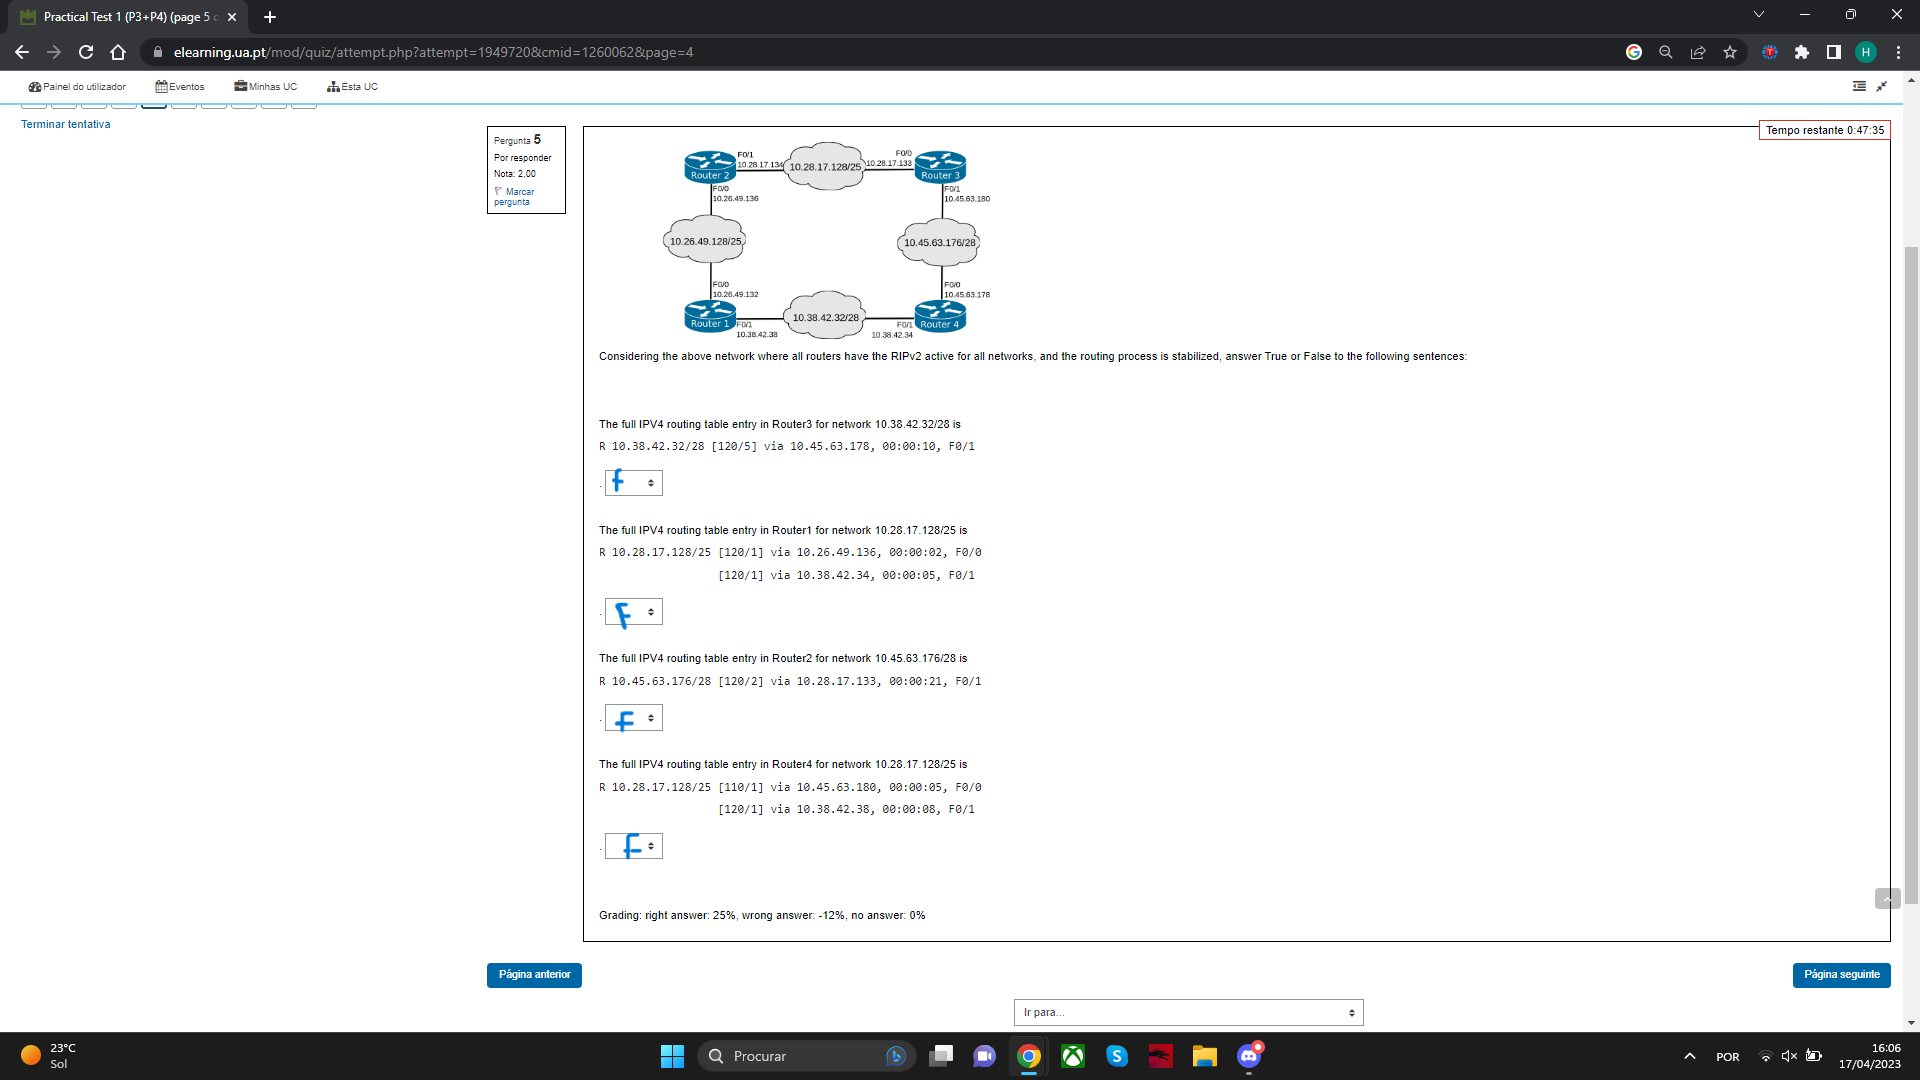 Practical Test 1 (P3+P4) (page 5 o
elearning.ua.pt/mod/quiz/attempt.php?attempt=1949720&cmid=1260062&page=4
H
Painel do utilizador
Eventos
Minhas UC
Esta UC
Terminar tentativa
Tempo restante 0:47:35
Pergunta 5
Por responder
Nota: 2,00
Marcar pergunta
Router 2
F0/1
10.28.17.134
10.28.17.128/25
F0/0
10.28.17.133
Router 3
F0/0
10.26.49.136
F0/1
10.45.63.180
10.26.49.128/25
10.45.63.176/28
F0/0
10.26.49.132
F0/0
10.45.63.178
Router 1
F0/1
10.38.42.38
10.38.42.32/28
F0/1
10.38.42.34
Router 4
Considering the above network where all routers have the RIPv2 active for all networks, and the routing process is stabilized, answer True or False to the following sentences:
The full IPV4 routing table entry in Router3 for network 10.38.42.32/28 is
R 10.38.42.32/28 [120/5] via 10.45.63.178, 00:00:10, F0/1
. f
The full IPV4 routing table entry in Router1 for network 10.28.17.128/25 is
R 10.28.17.128/25 [120/1] via 10.26.49.136, 00:00:02, F0/0
[120/1] via 10.38.42.34, 00:00:05, F0/1
. F
The full IPV4 routing table entry in Router2 for network 10.45.63.176/28 is
R 10.45.63.176/28 [120/2] via 10.28.17.133, 00:00:21, F0/1
. F
The full IPV4 routing table entry in Router4 for network 10.28.17.128/25 is
R 10.28.17.128/25 [110/1] via 10.45.63.180, 00:00:05, F0/0
[120/1] via 10.38.42.38, 00:00:08, F0/1
. F
Grading: right answer: 25%, wrong answer: -12%, no answer: 0%
Página anterior
Página seguinte
Ir para...
23°C
Sol
Procurar
POR
16:06
17/04/2023